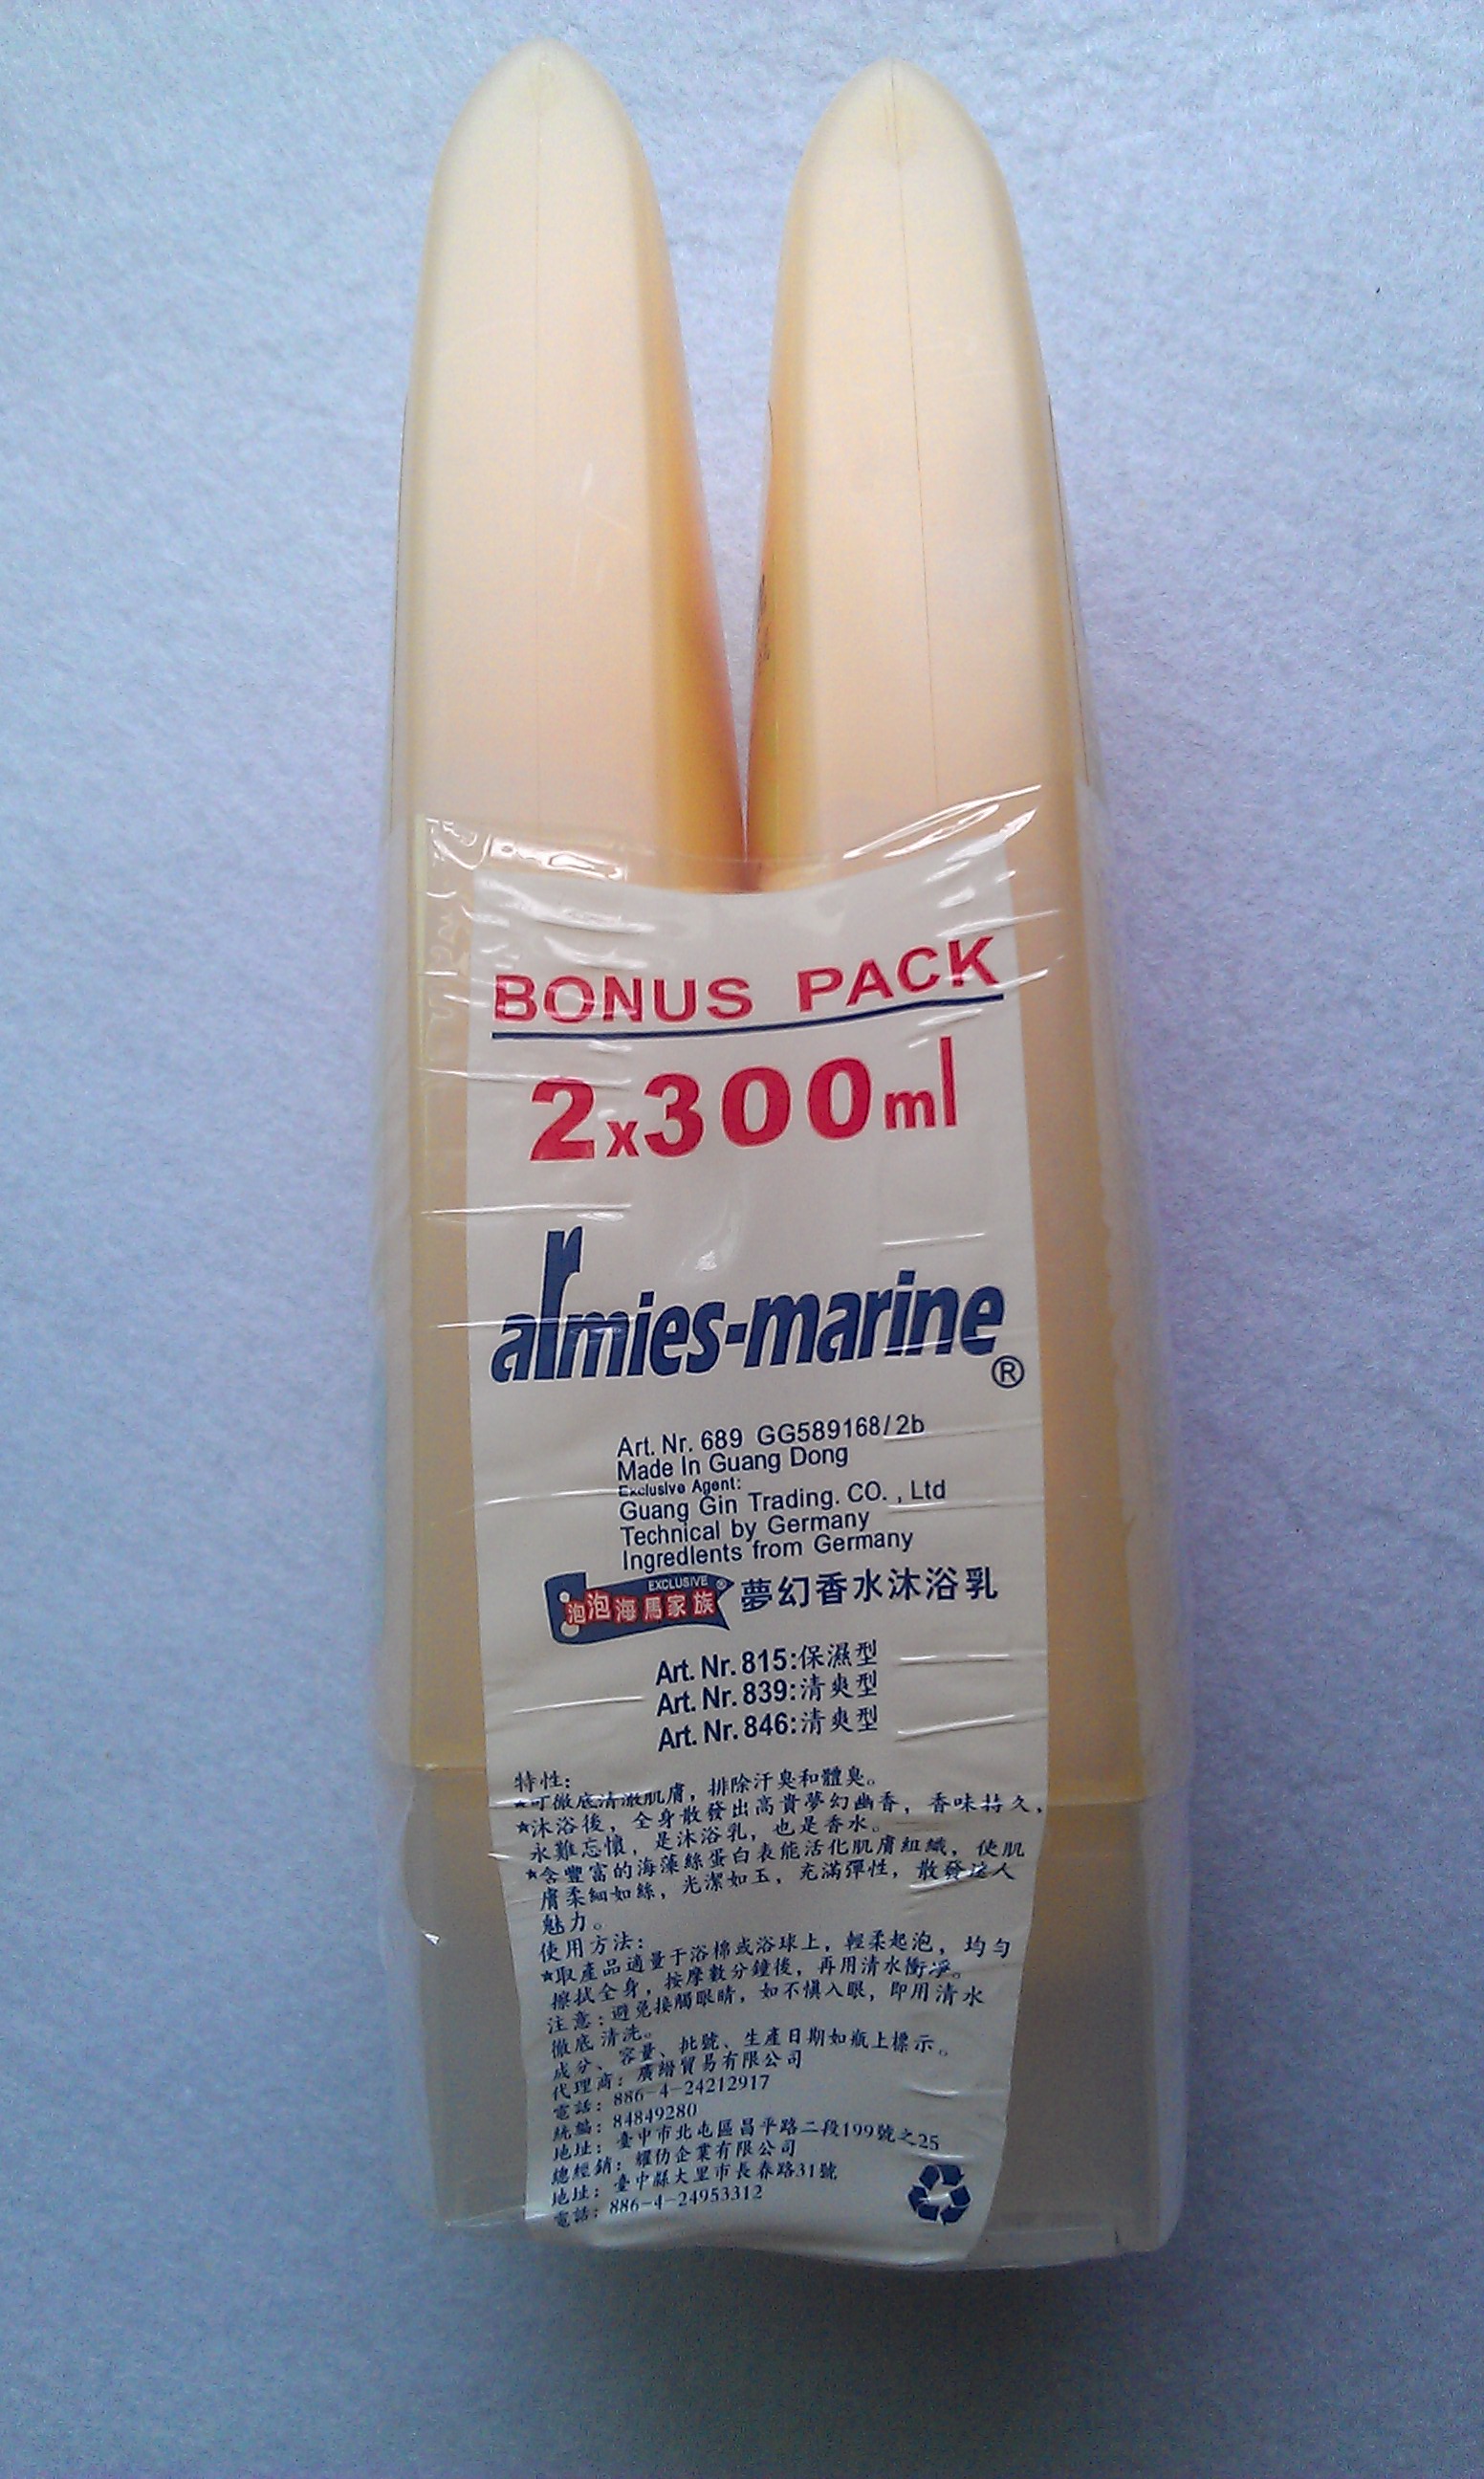 BONUS PACK
2x300ml
armies-marine®
Art. Nr. 689 GG589168/2b
Made In Guang Dong
Exclusive Agent:
Guang Gin Trading. CO. , Ltd
Technical by Germany
Ingredients from Germany
EXCLUSIVE ®
泡泡海馬家族 夢幻香水沐浴乳
Art. Nr. 815:保濕型
Art. Nr. 839:清爽型
Art. Nr. 846:清爽型
特性:
★可徹底清潔肌膚，排除汗臭和體臭。
★沐浴後，全身散發出高貴夢幻幽香，香味持久，
永難忘懷，是沐浴乳，也是香水。
★含豐富的海藻絲蛋白表能活化肌膚組織，使肌
膚柔細如絲，光潔如玉，充滿彈性，散發迷人
魅力。
使用方法:
★取產品適量于浴棉或浴球上，輕柔起泡，均勻
擦拭全身，按摩數分鐘後，再用清水衝淨。
注意:避免接觸眼睛，如不慎入眼，即用清水
徹底清洗。
成分、容量、批號、生產日期如瓶上標示。
代理商: 廣縉貿易有限公司
電話: 886-4-24212917
統編: 84849280
地址: 臺中市北屯區昌平路二段199號之25
總經銷: 耀仂企業有限公司
地址: 臺中縣大里市長春路31號
電話: 886-4-24953312